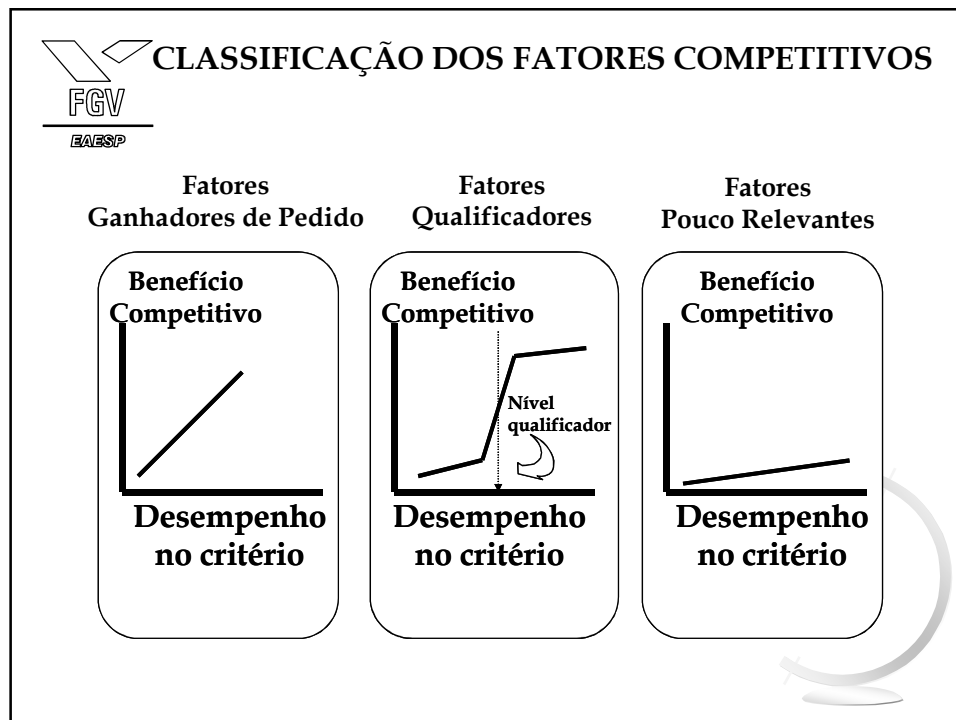 CLASSIFICAÇÃO DOS FATORES COMPETITIVOS
FGV
EAESP
Fatores
Ganhadores de Pedido
Benefício
Competitivo
Desempenho
no critério
Fatores
Qualificadores
Benefício
Competitivo
Nível
qualificador
Desempenho
no critério
Fatores
Pouco Relevantes
Benefício
Competitivo
Desempenho
no critério